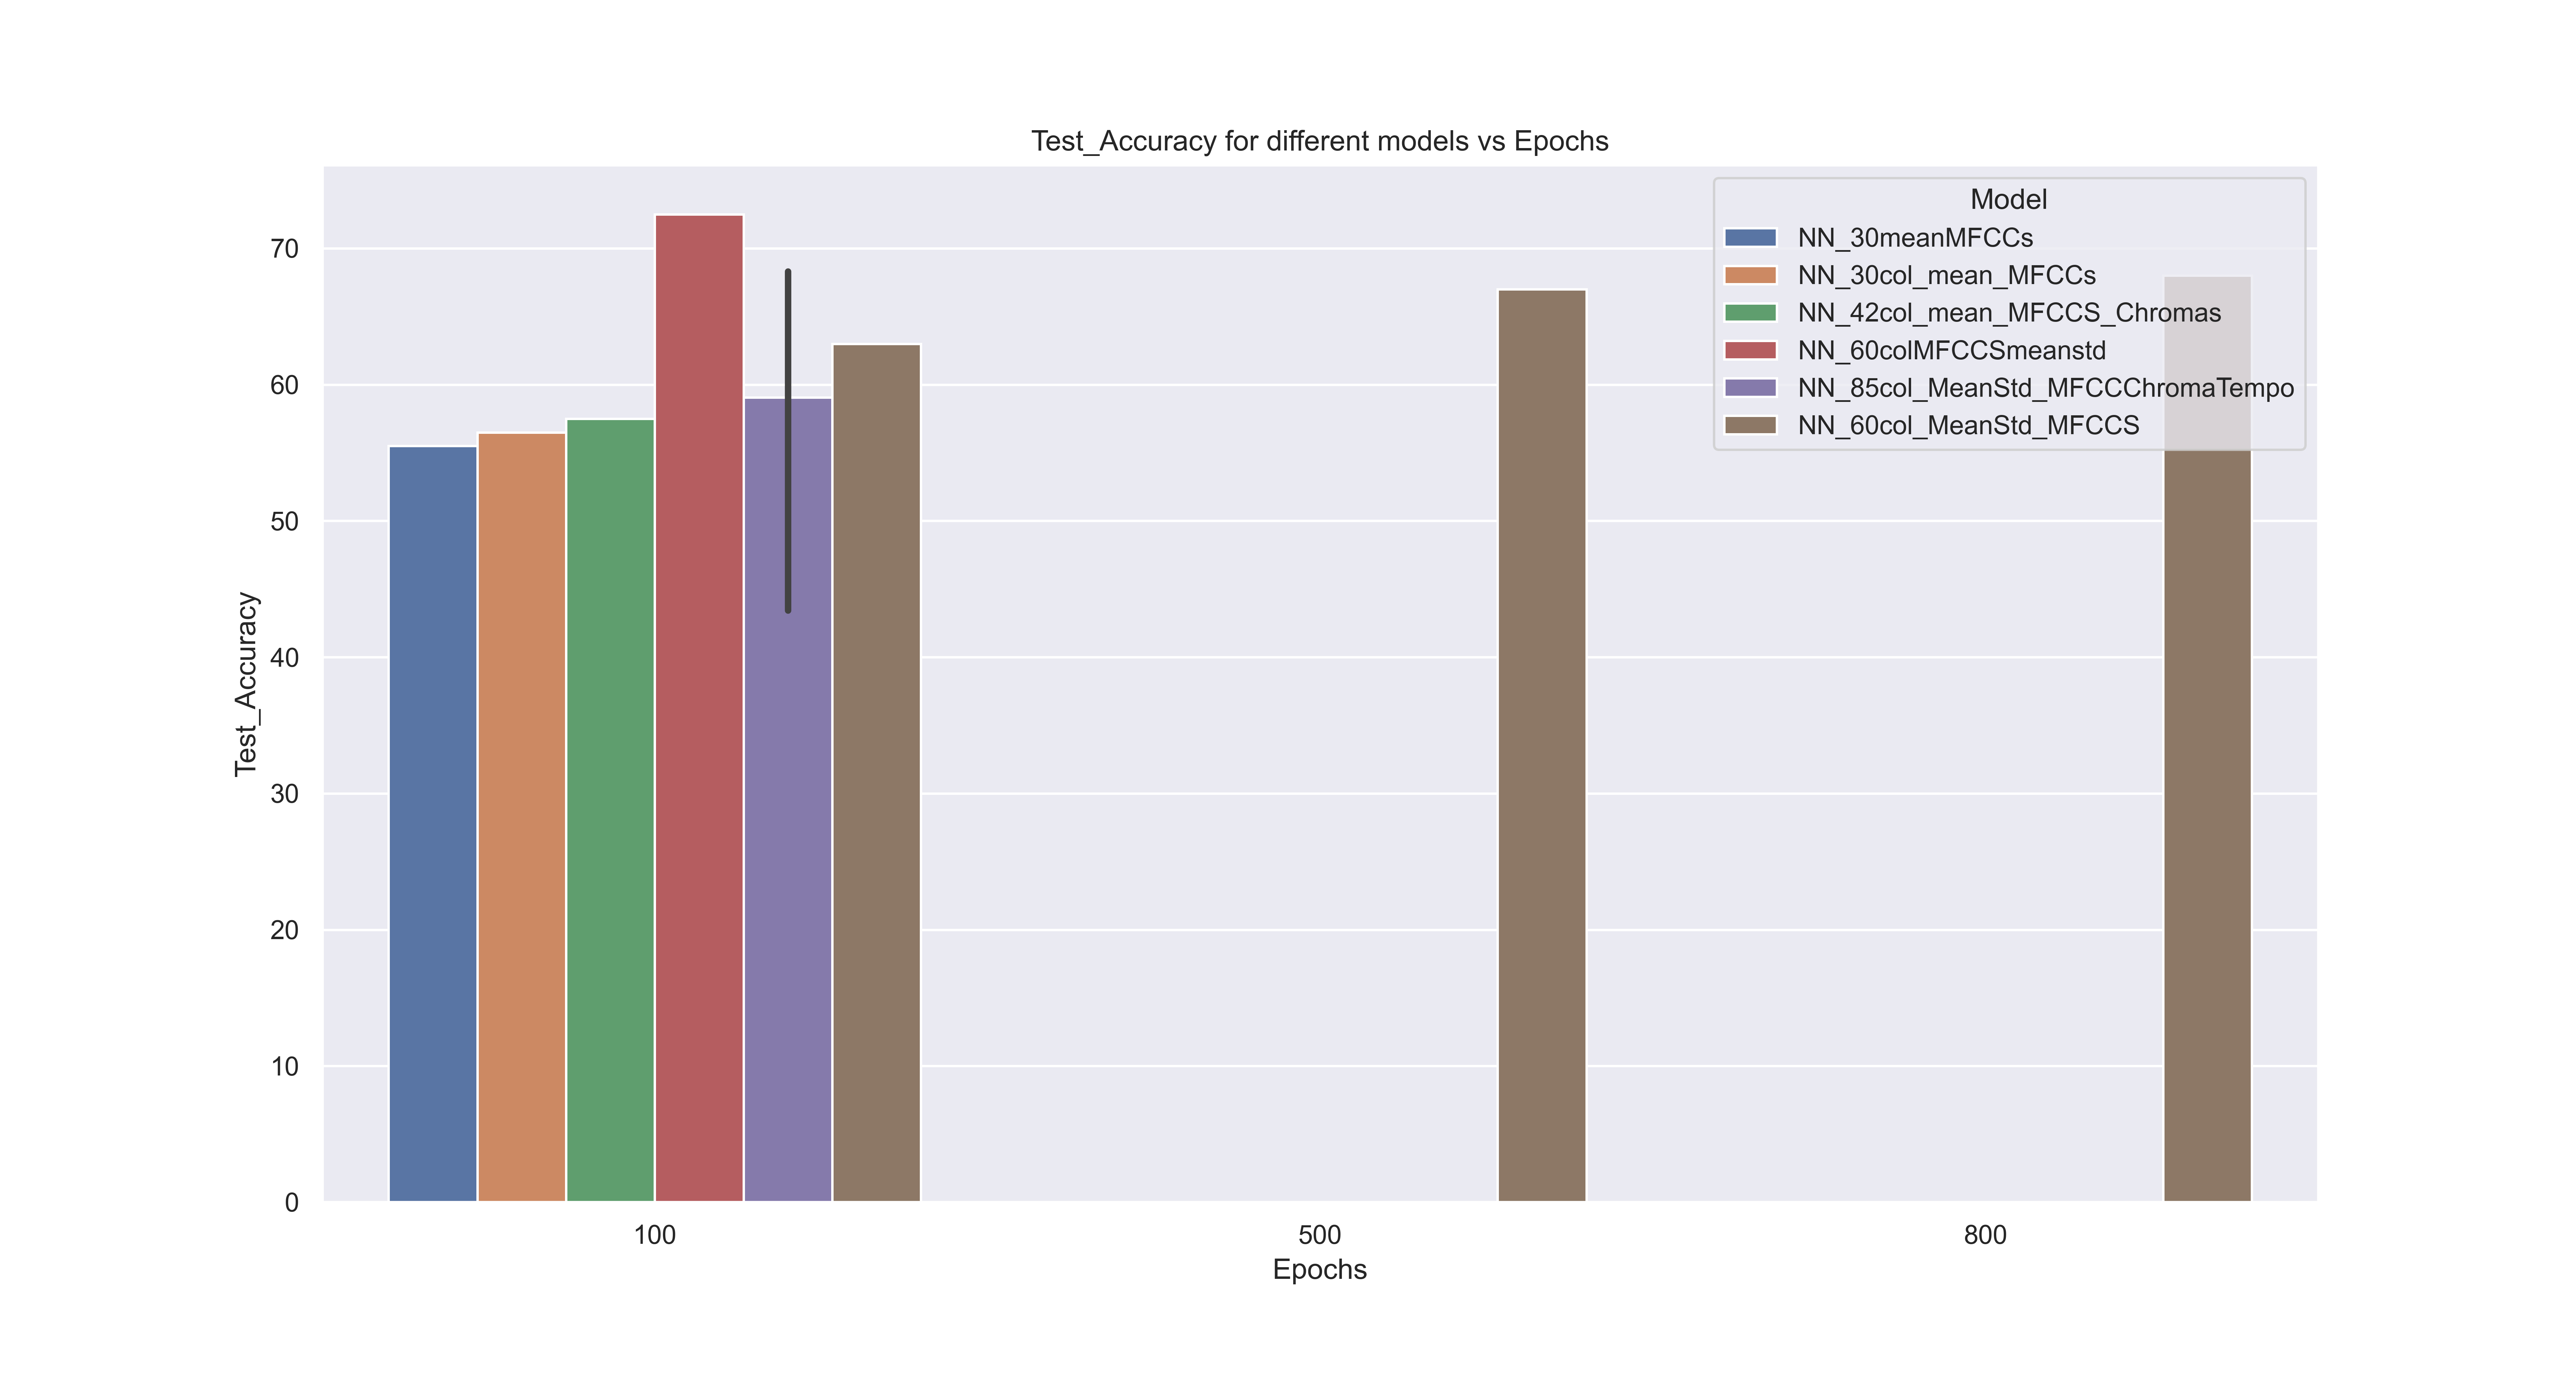 Test_Accuracy for different models vs Epochs
Model
NN_30meanMFCCs
NN_30col_mean_MFCCs
NN_42col_mean_MFCCS_Chromas
NN_60colMFCCSmeanstd
NN_85col_MeanStd_MFCCChromaTempo
NN_60col_MeanStd_MFCCS
Test_Accuracy
70
60
50
40
30
20
10
0
100
500
800
Epochs